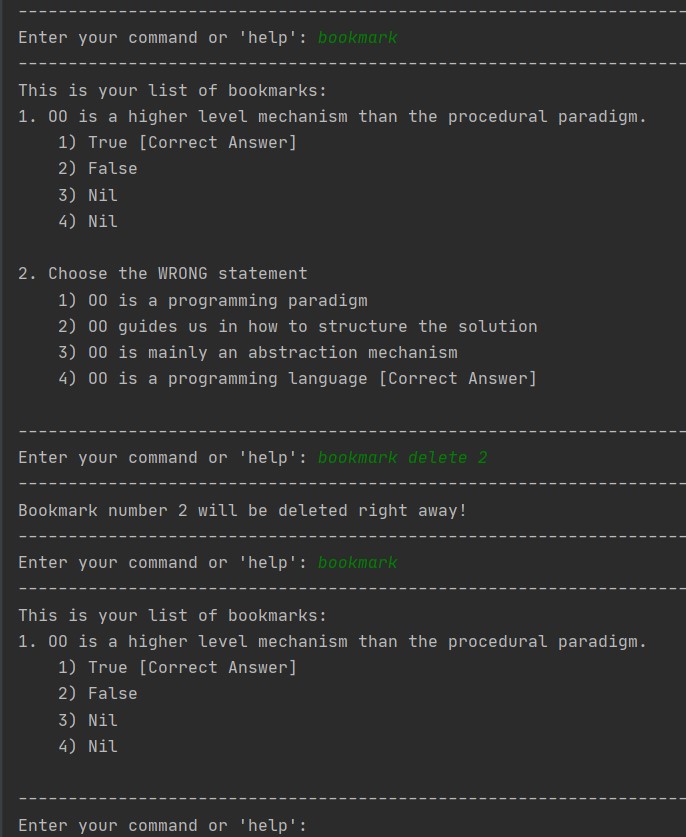 --------------------------------------------------------------------
Enter your command or 'help': bookmark
--------------------------------------------------------------------
This is your list of bookmarks:
1. OO is a higher level mechanism than the procedural paradigm.
    1) True [Correct Answer]
    2) False
    3) Nil
    4) Nil

2. Choose the WRONG statement
    1) OO is a programming paradigm
    2) OO guides us in how to structure the solution
    3) OO is mainly an abstraction mechanism
    4) OO is a programming language [Correct Answer]

--------------------------------------------------------------------
Enter your command or 'help': bookmark delete 2
--------------------------------------------------------------------
Bookmark number 2 will be deleted right away!
--------------------------------------------------------------------
Enter your command or 'help': bookmark
--------------------------------------------------------------------
This is your list of bookmarks:
1. OO is a higher level mechanism than the procedural paradigm.
    1) True [Correct Answer]
    2) False
    3) Nil
    4) Nil

--------------------------------------------------------------------
Enter your command or 'help':